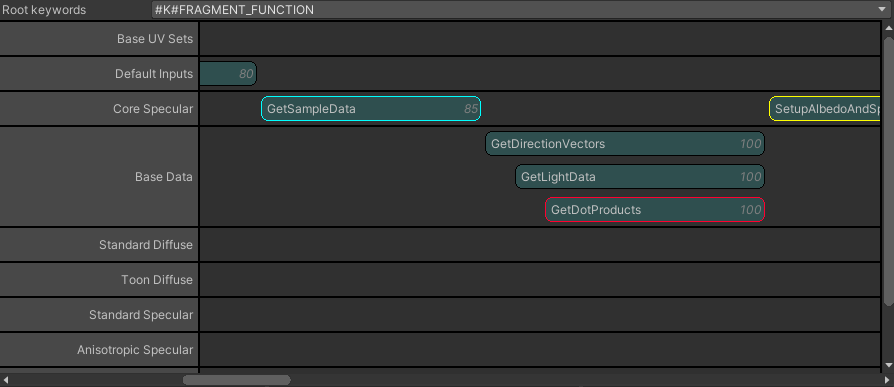 Root keywords #K#FRAGMENT_FUNCTION
Base UV Sets
Default Inputs 80
Core Specular GetSampleData 85 SetupAlbedoAndSp
GetDirectionVectors 100
Base Data GetLightData 100
GetDotProducts 100
Standard Diffuse
Toon Diffuse
Standard Specular
Anisotropic Specular